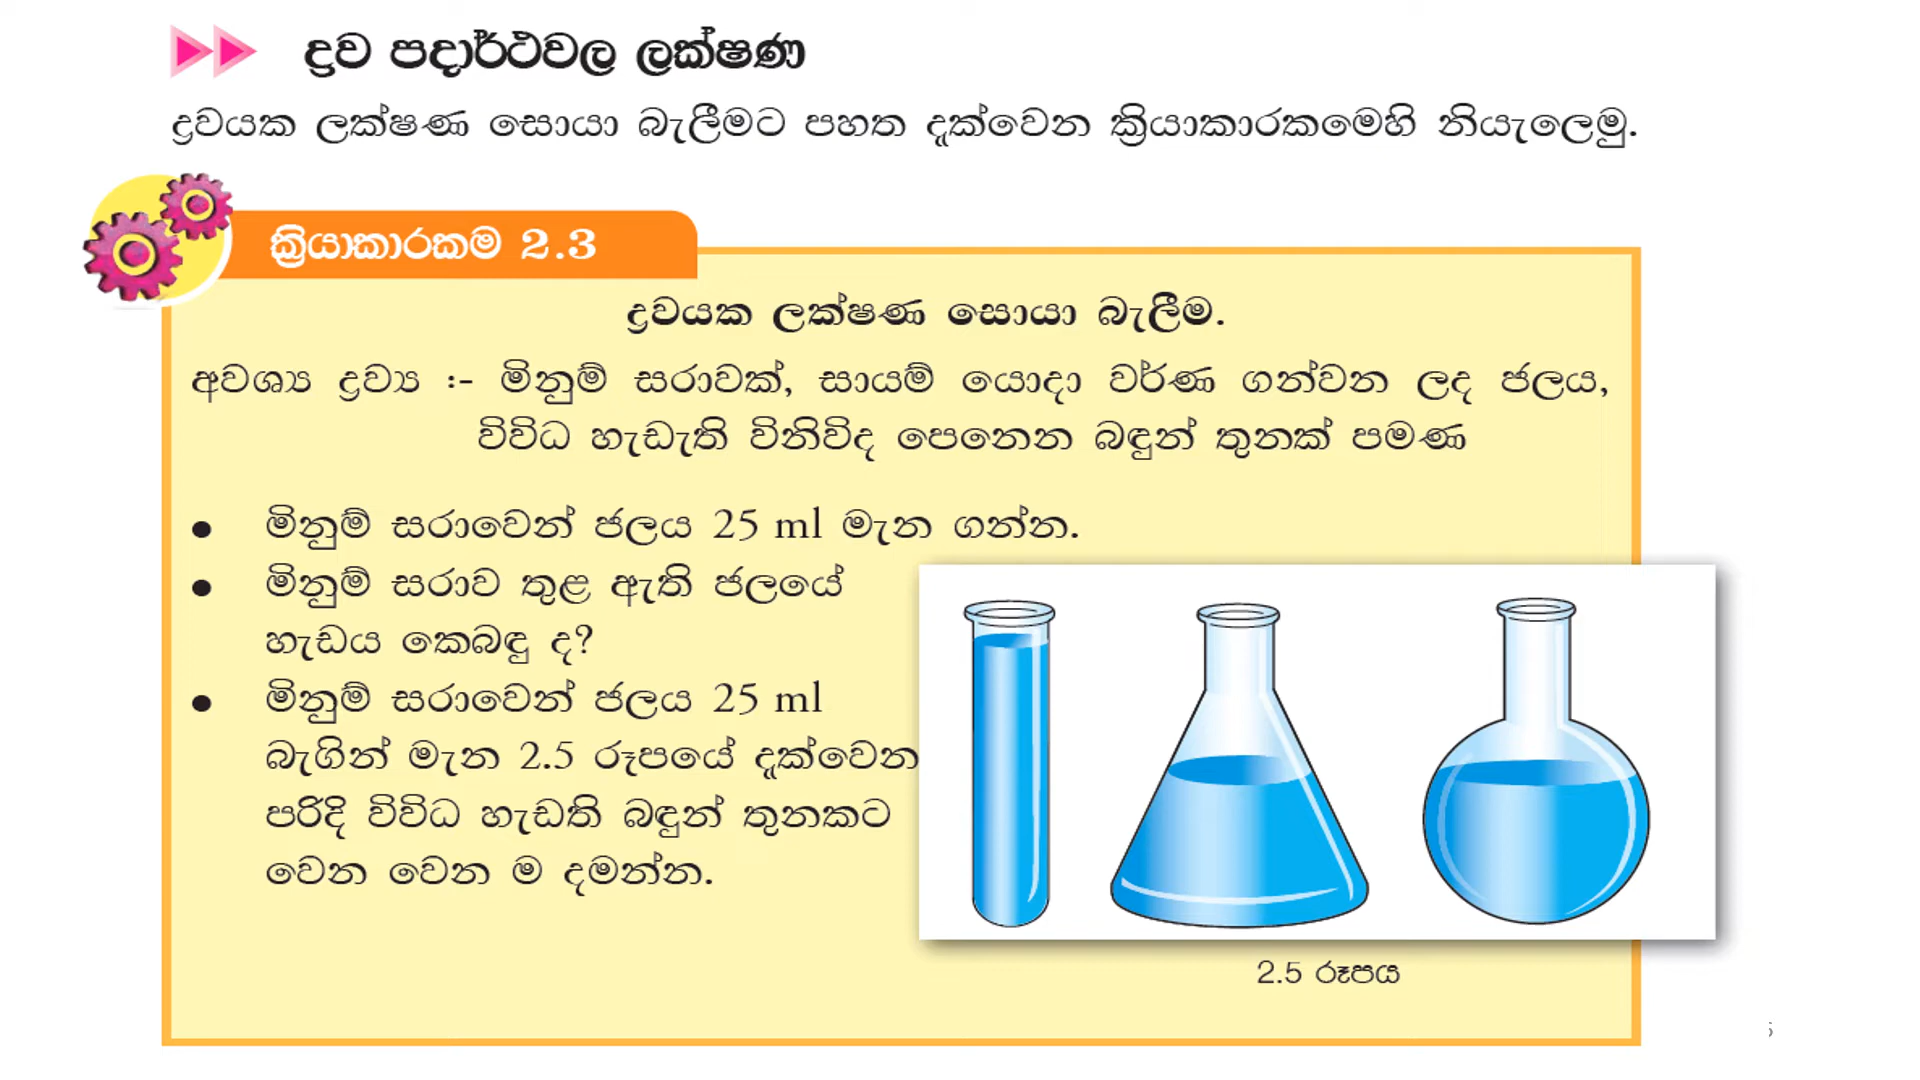 ද්‍රව පදාර්ථවල ලක්ෂණ
ද්‍රවයක ලක්ෂණ සොයා බැලීමට පහත දැක්වෙන ක්‍රියාකාරකමෙහි නියැලෙමු.
ක්‍රියාකාරකම 2.3
ද්‍රවයක ලක්ෂණ සොයා බැලීම.
අවශ්‍ය ද්‍රව්‍ය :- මිනුම් සරාවක්, සායම් යොදා වර්ණ ගන්වන ලද ජලය,
විවිධ හැඩැති විනිවිද පෙනෙන බඳුන් තුනක් පමණ
● මිනුම් සරාවෙන් ජලය 25 ml මැන ගන්න.
● මිනුම් සරාව තුළ ඇති ජලයේ
හැඩය කෙබඳු ද?
● මිනුම් සරාවෙන් ජලය 25 ml
බැගින් මැන 2.5 රූපයේ දැක්වෙන
පරිදි විවිධ හැඩති බඳුන් තුනකට
වෙන වෙන ම දමන්න.
2.5 රූපය